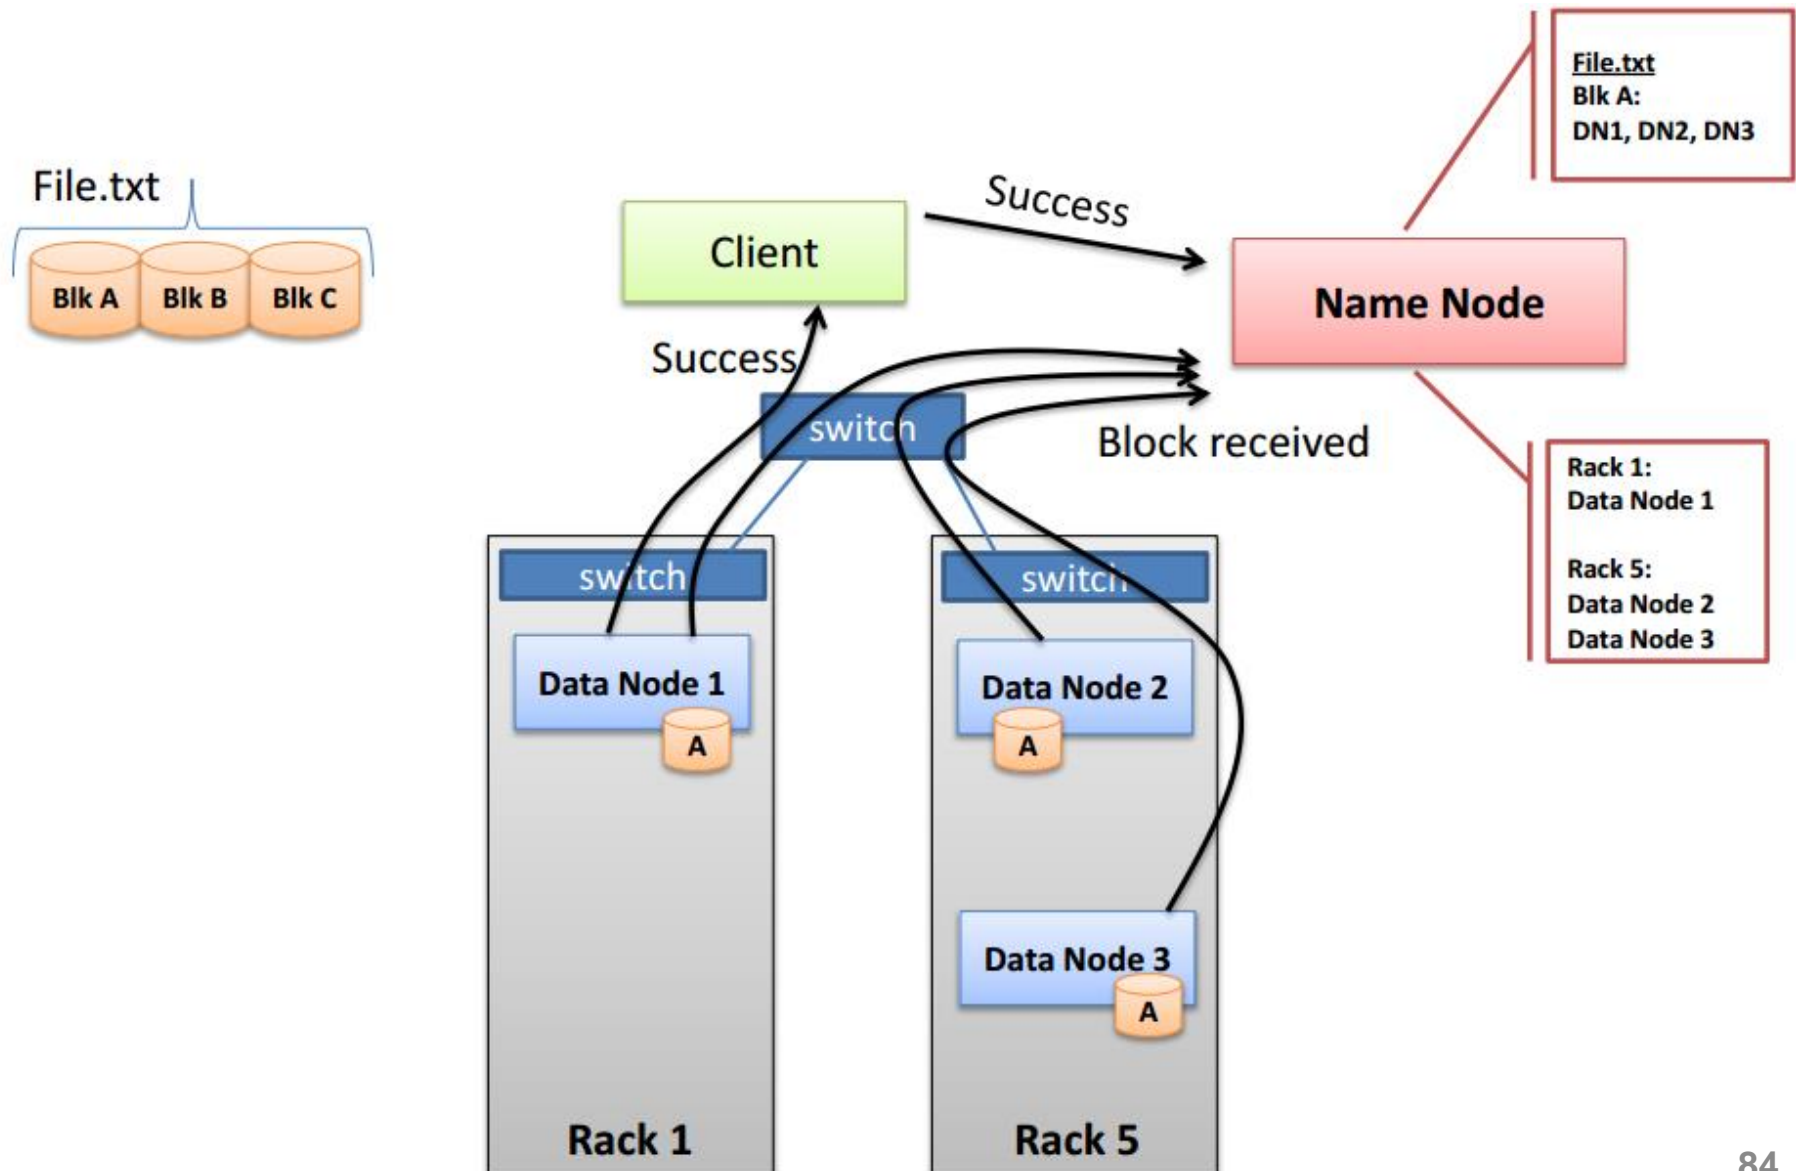 File.txt
Blk A:
DN1, DN2, DN3
File.txt
Blk A
Blk B
Blk C
Client
Success
Name Node
Success
switch
Block received
Rack 1:
Data Node 1
Rack 5:
Data Node 2
Data Node 3
switch
switch
Data Node 1
A
Data Node 2
A
Data Node 3
A
Rack 1
Rack 5
84